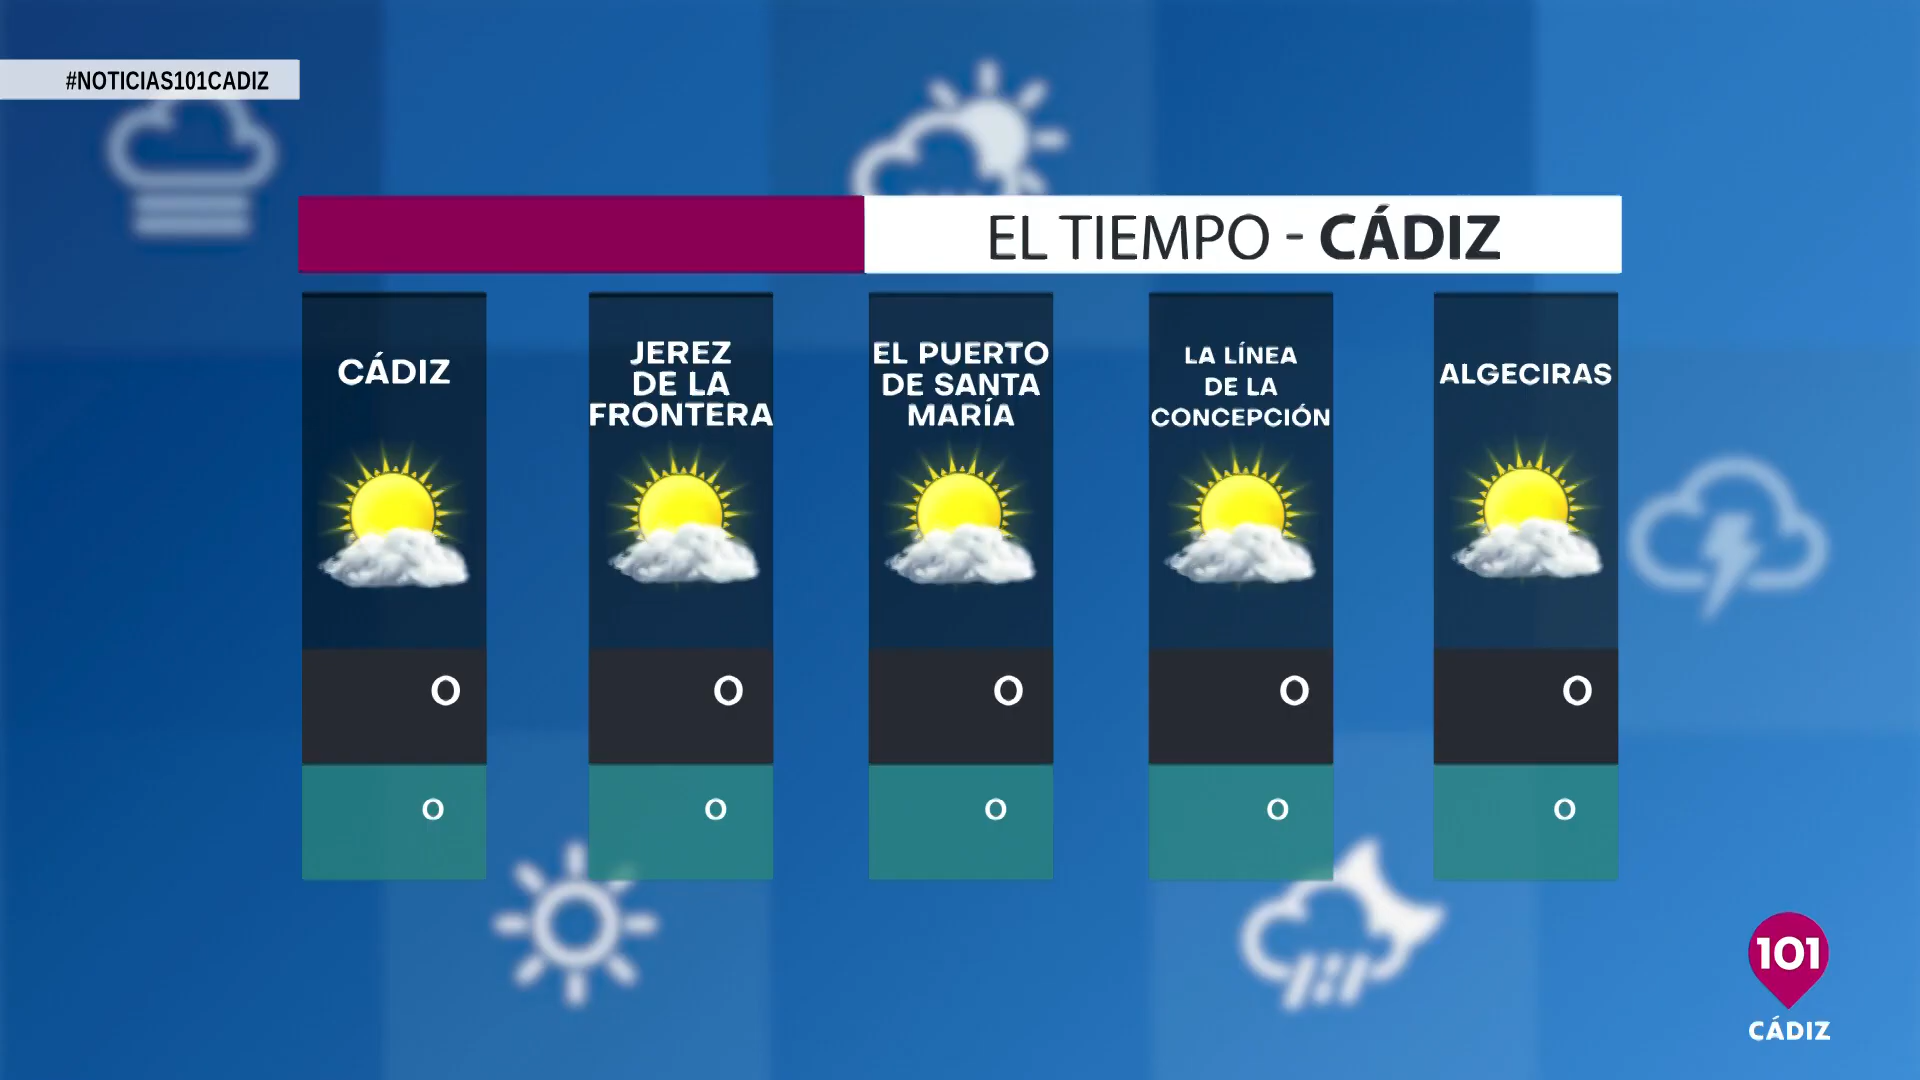 #NOTICIAS101CADIZ
EL TIEMPO - CÁDIZ
CÁDIZ
JEREZ
DE LA
FRONTERA
EL PUERTO
DE SANTA
MARÍA
LA LÍNEA
DE LA
CONCEPCIÓN
ALGECIRAS
O O O O O
O O O O O
101
CÁDIZ